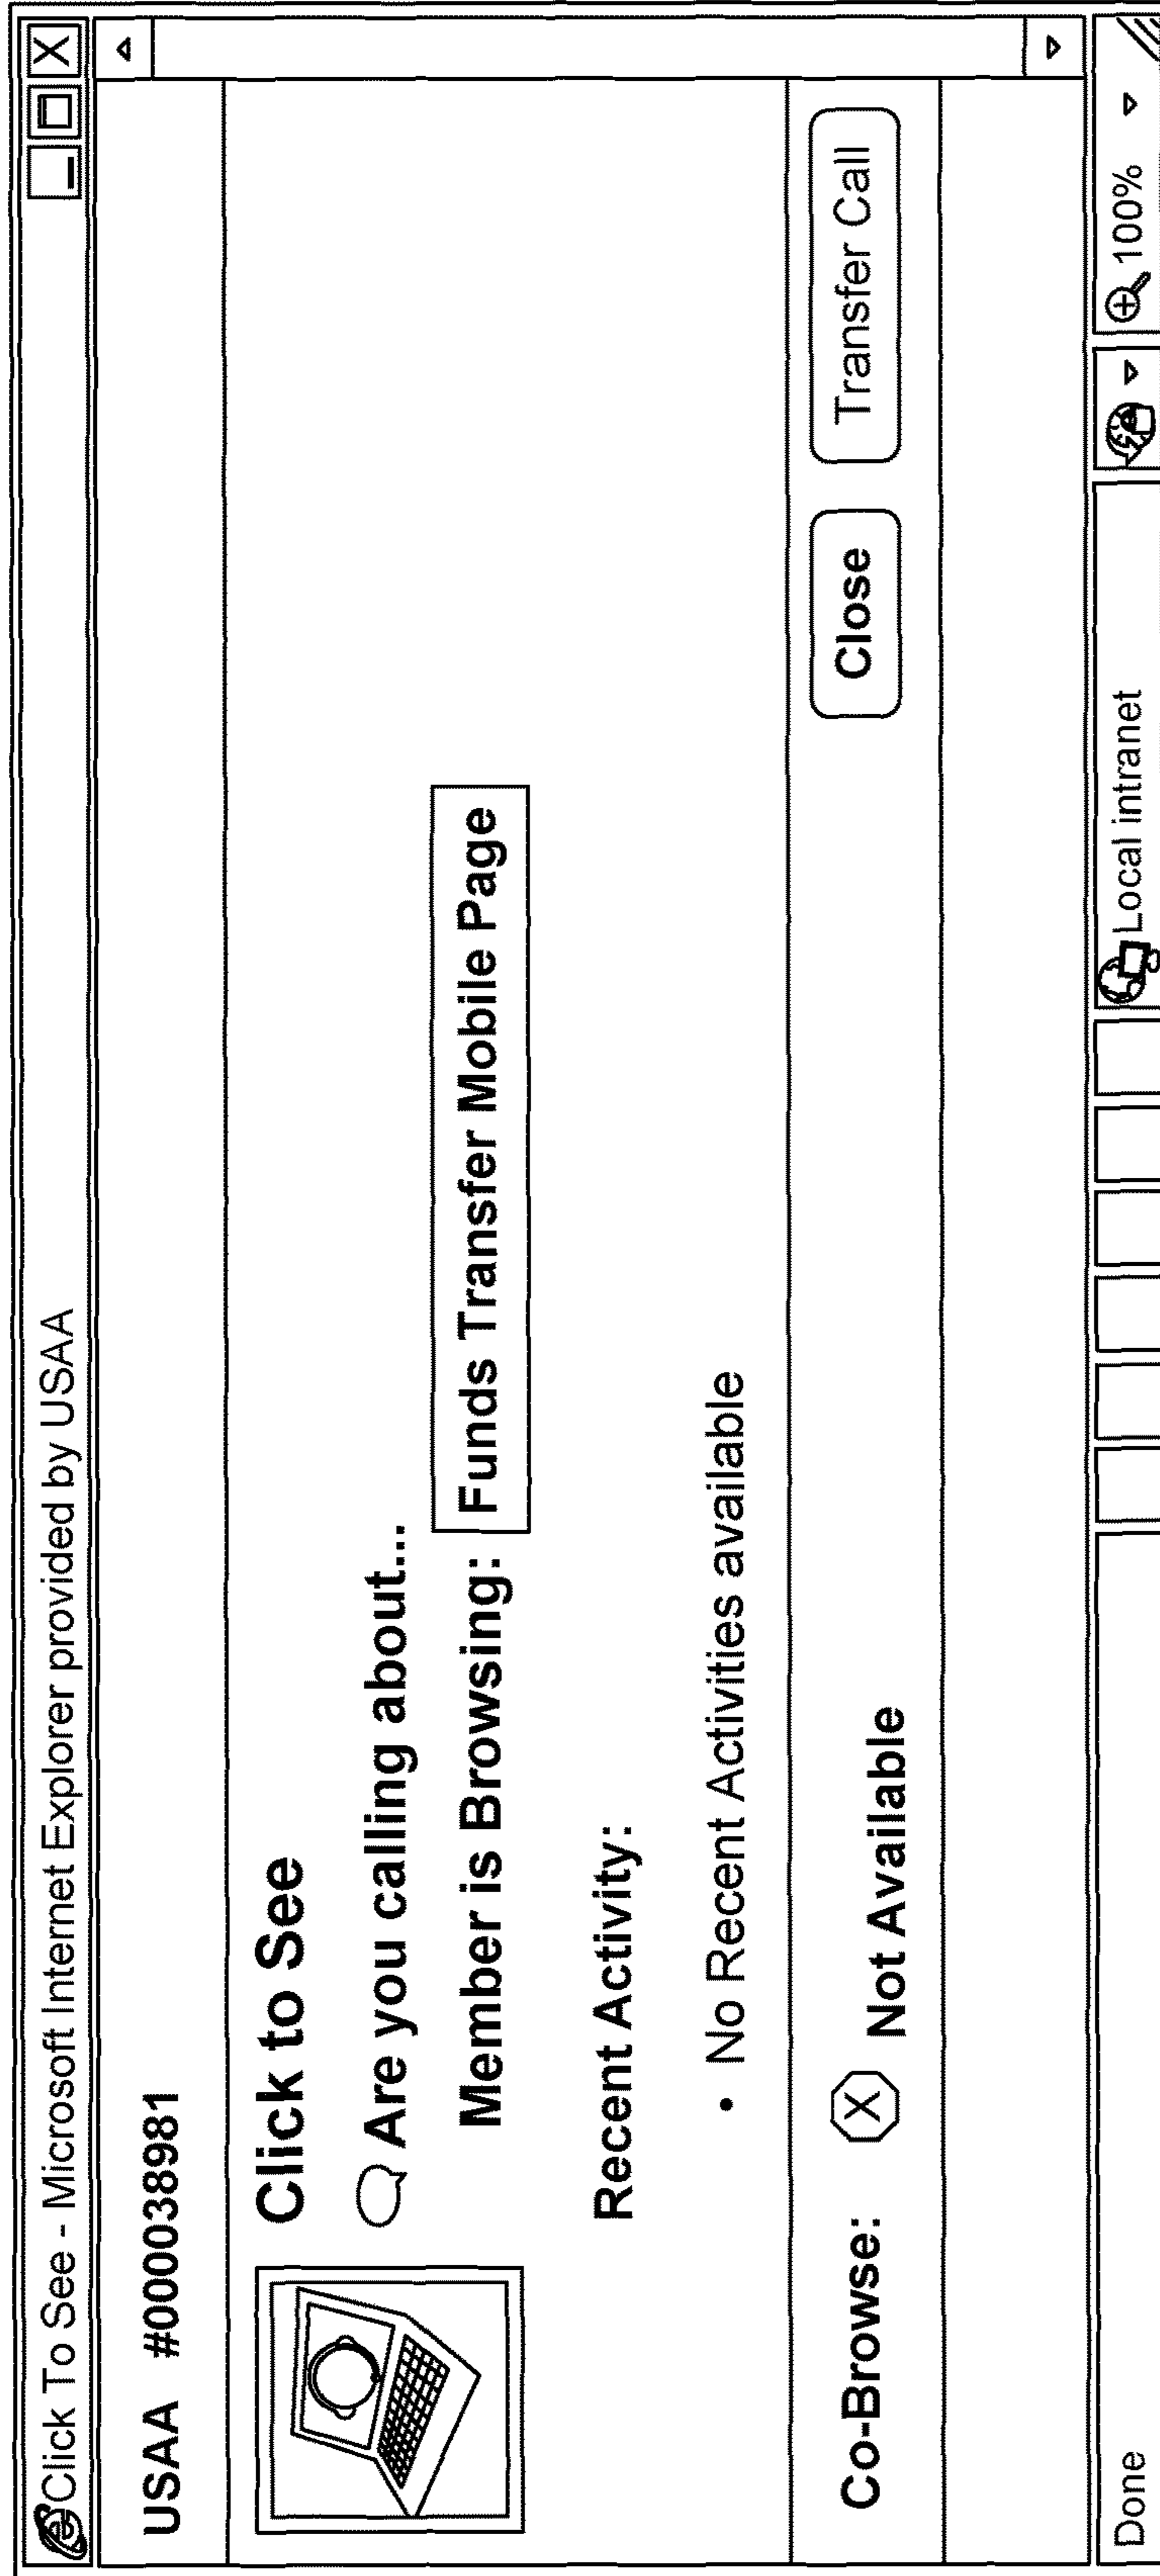 Click To See - Microsoft Internet Explorer provided by USAA
USAA #00038981
Click to See
Are you calling about...
Member is Browsing: Funds Transfer Mobile Page
Recent Activity:
• No Recent Activities available
Co-Browse: X Not Available Close Transfer Call
Done Local intranet 100%